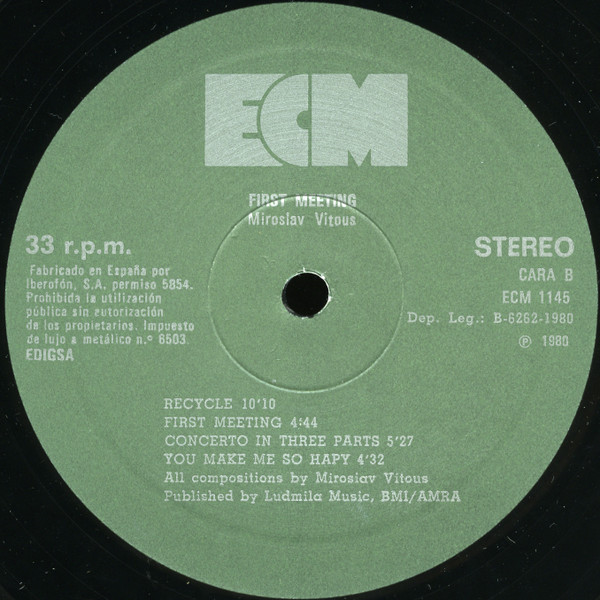 ECM
FIRST MEETING
Miroslav Vitous
33 r.p.m.
Fabricado en España por
Iberofón, S.A. permiso 5854.
Prohibida la utilización
pública sin autorización
de los propietarios. Impuesto
de lujo a metálico n.º 6503.
EDIGSA
STEREO
CARA B
ECM 1145
Dep. Leg.: B-6262-1980
℗ 1980
RECYCLE 10'10
FIRST MEETING 4:44
CONCERTO IN THREE PARTS 5'27
YOU MAKE ME SO HAPY 4'32
All compositions by Miroslav Vitous
Published by Ludmila Music, BMI/AMRA